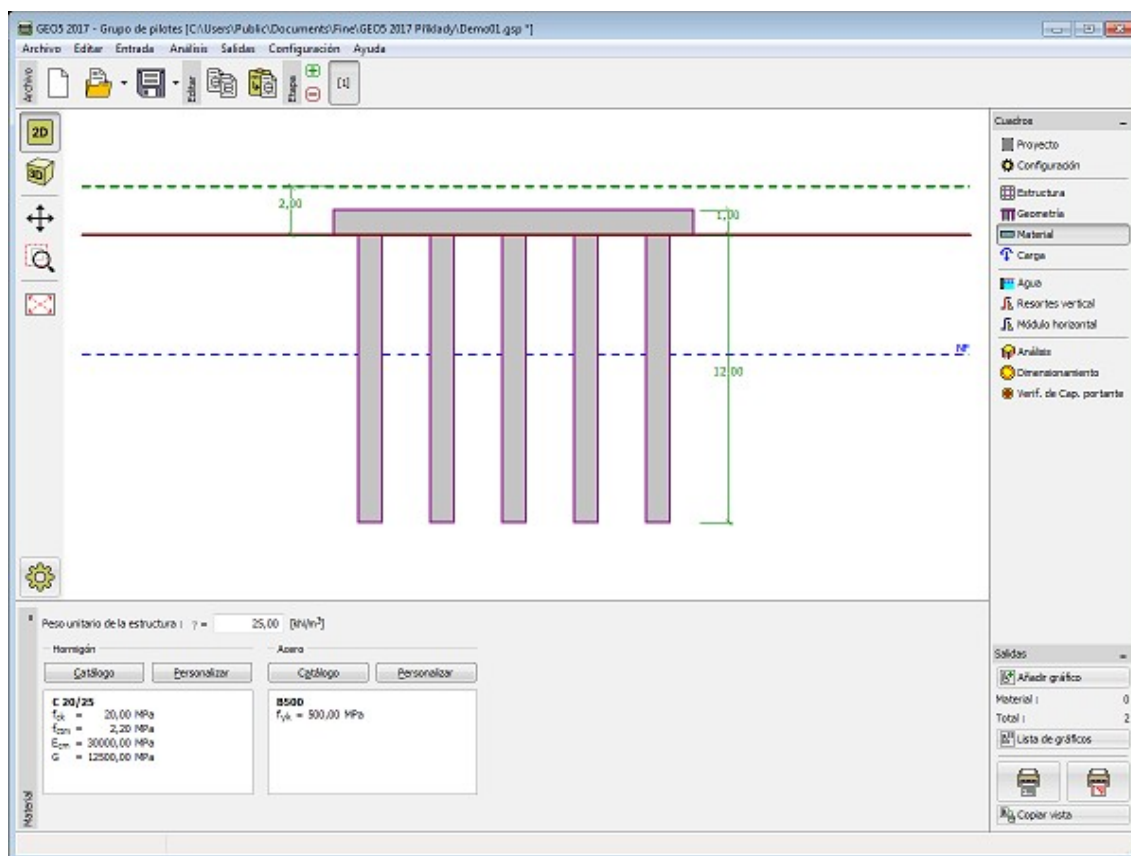 GEO5 2017 - Grupo de pilotes [C:\Users\Public\Documents\Fine\GEO5 2017 Příklady\Demo01.gsp *]
Archivo Editar Entrada Análisis Salidas Configuración Ayuda
Archivo
Editar
Etapa
[1]
2D
3D
2,00
1,00
12,00
Cuadros
Proyecto
Configuración
Estructura
Geometría
Material
Carga
Agua
Resortes vertical
Módulo horizontal
Análisis
Dimensionamiento
Verif. de Cap. portante
Peso unitario de la estructura : ? = 25,00 [kN/m³]
Hormigón
Catálogo Personalizar
C 20/25
fck = 20,00 MPa
fctm = 2,20 MPa
Ecm = 30000,00 MPa
G = 12500,00 MPa
Acero
Catálogo Personalizar
B500
fyk = 500,00 MPa
Material
Salidas
Añadir gráfico
Material : 0
Total : 2
Lista de gráficos
Copiar vista